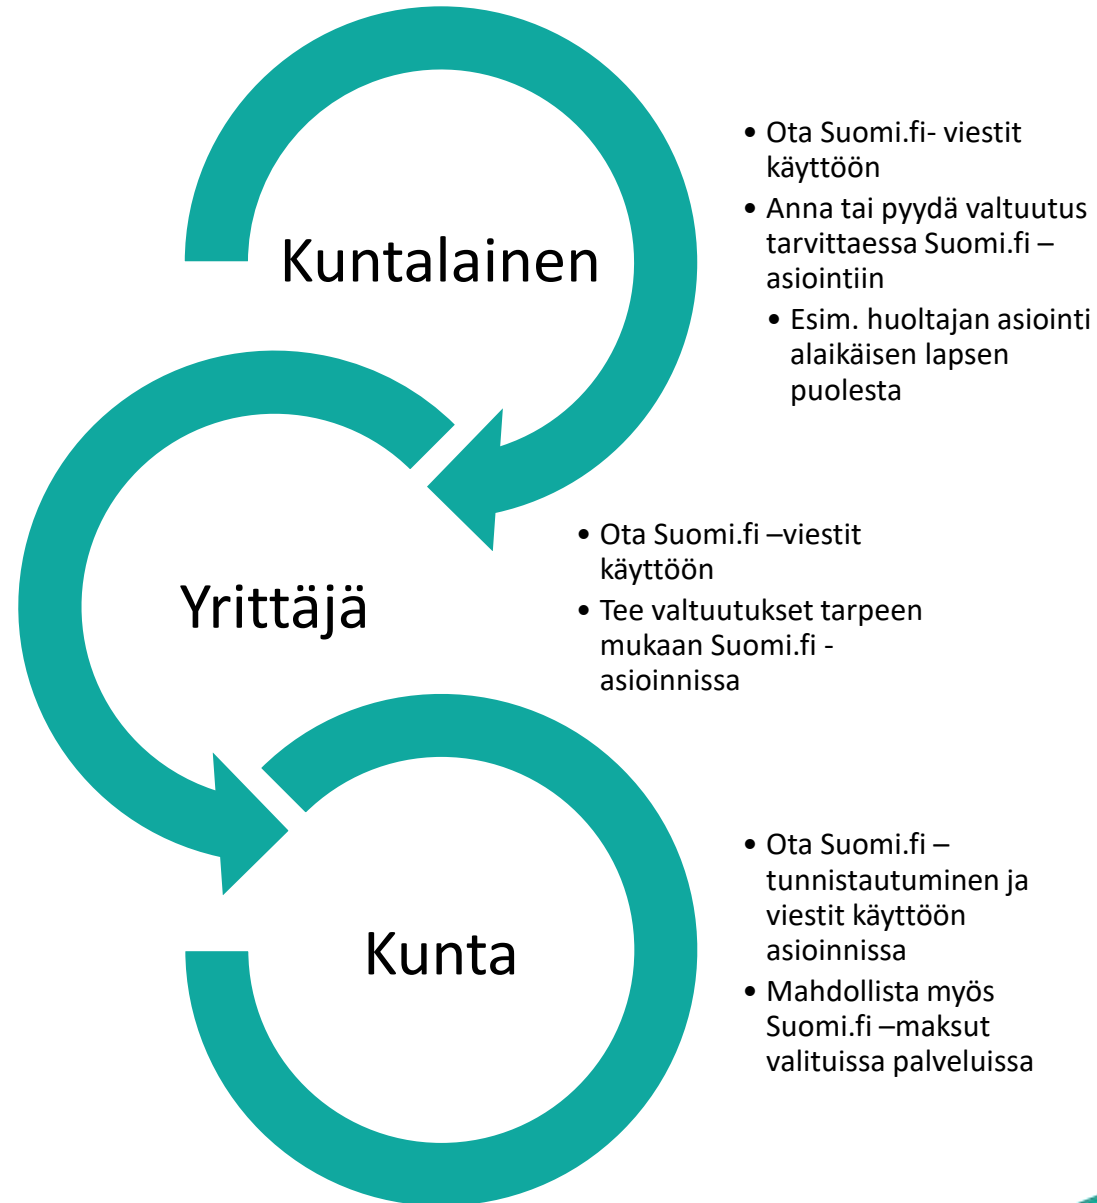 Kuntalainen
• Ota Suomi.fi- viestit
käyttöön
• Anna tai pyydä valtuutus
tarvittaessa Suomi.fi –
asiointiin
• Esim. huoltajan asiointi
alaikäisen lapsen
puolesta
Yrittäjä
• Ota Suomi.fi –viestit
käyttöön
• Tee valtuutukset tarpeen
mukaan Suomi.fi -
asioinnissa
Kunta
• Ota Suomi.fi –
tunnistautuminen ja
viestit käyttöön
asioinnissa
• Mahdollista myös
Suomi.fi –maksut
valituissa palveluissa